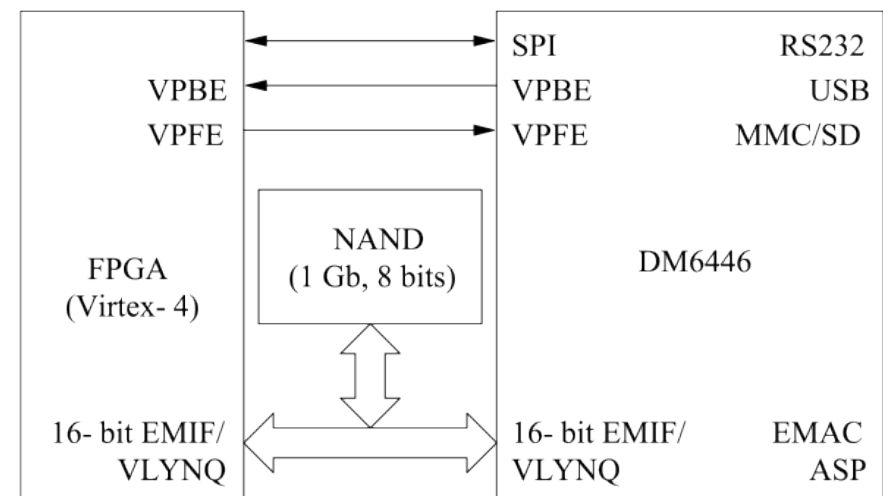 SPI RS232
VPBE VPBE USB
VPFE VPFE MMC/SD
NAND
(1 Gb, 8 bits)
FPGA
(Virtex- 4)
DM6446
16- bit EMIF/
VLYNQ
16- bit EMIF/
VLYNQ
EMAC
ASP